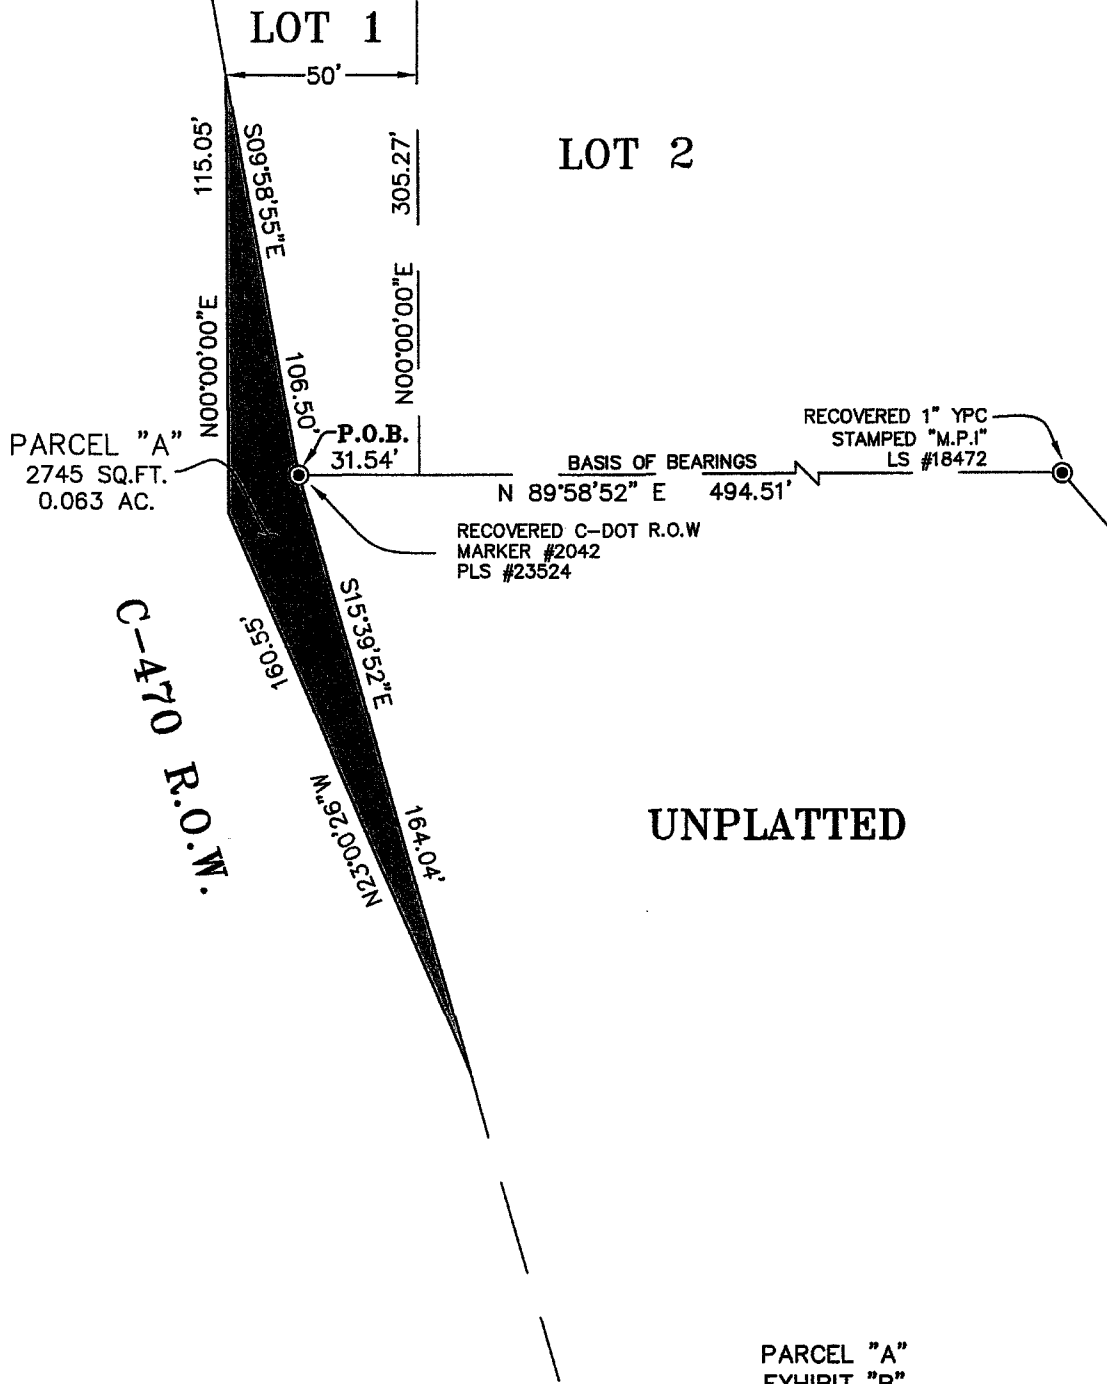 LOT 1
50'
115.05'
S09°58'55"E
305.27'
LOT 2
N00°00'00"E
N00°00'00"E
106.50'
P.O.B.
31.54'
PARCEL "A"
2745 SQ.FT.
0.063 AC.
RECOVERED 1" YPC
STAMPED "M.P.I"
LS #18472
BASIS OF BEARINGS
N 89°58'52" E 494.51'
RECOVERED C-DOT R.O.W
MARKER #2042
PLS #23524
C-470 R.O.W.
160.55'
S15°39'52"E
N23°00'26"W
164.04'
UNPLATTED
PARCEL "A"
EXHIBIT "B"